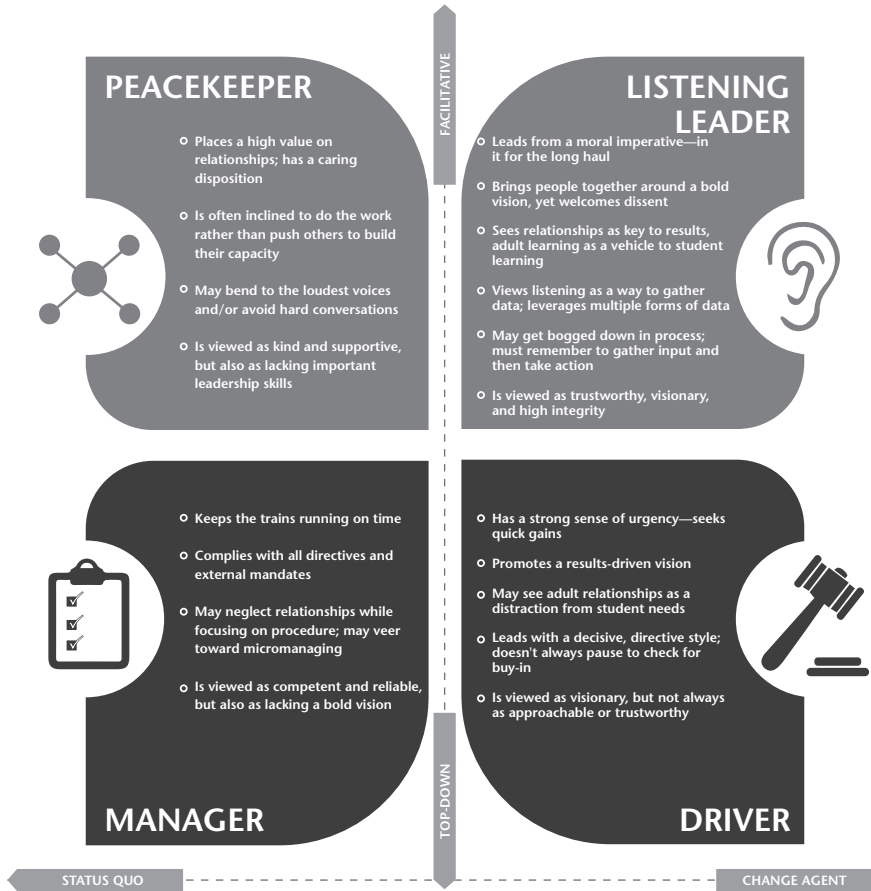 FACILITATIVE
PEACEKEEPER
Places a high value on
relationships; has a caring
disposition
Is often inclined to do the work
rather than push others to build
their capacity
May bend to the loudest voices
and/or avoid hard conversations
Is viewed as kind and supportive,
but also as lacking important
leadership skills
LISTENING
LEADER
Leads from a moral imperative—in
it for the long haul
Brings people together around a bold
vision, yet welcomes dissent
Sees relationships as key to results,
adult learning as a vehicle to student
learning
Views listening as a way to gather
data; leverages multiple forms of data
May get bogged down in process;
must remember to gather input and
then take action
Is viewed as trustworthy, visionary,
and high integrity
Keeps the trains running on time
Complies with all directives and
external mandates
May neglect relationships while
focusing on procedure; may veer
toward micromanaging
Is viewed as competent and reliable,
but also as lacking a bold vision
MANAGER
Has a strong sense of urgency—seeks
quick gains
Promotes a results-driven vision
May see adult relationships as a
distraction from student needs
Leads with a decisive, directive style;
doesn't always pause to check for
buy-in
Is viewed as visionary, but not always
as approachable or trustworthy
DRIVER
TOP-DOWN
STATUS QUO
CHANGE AGENT